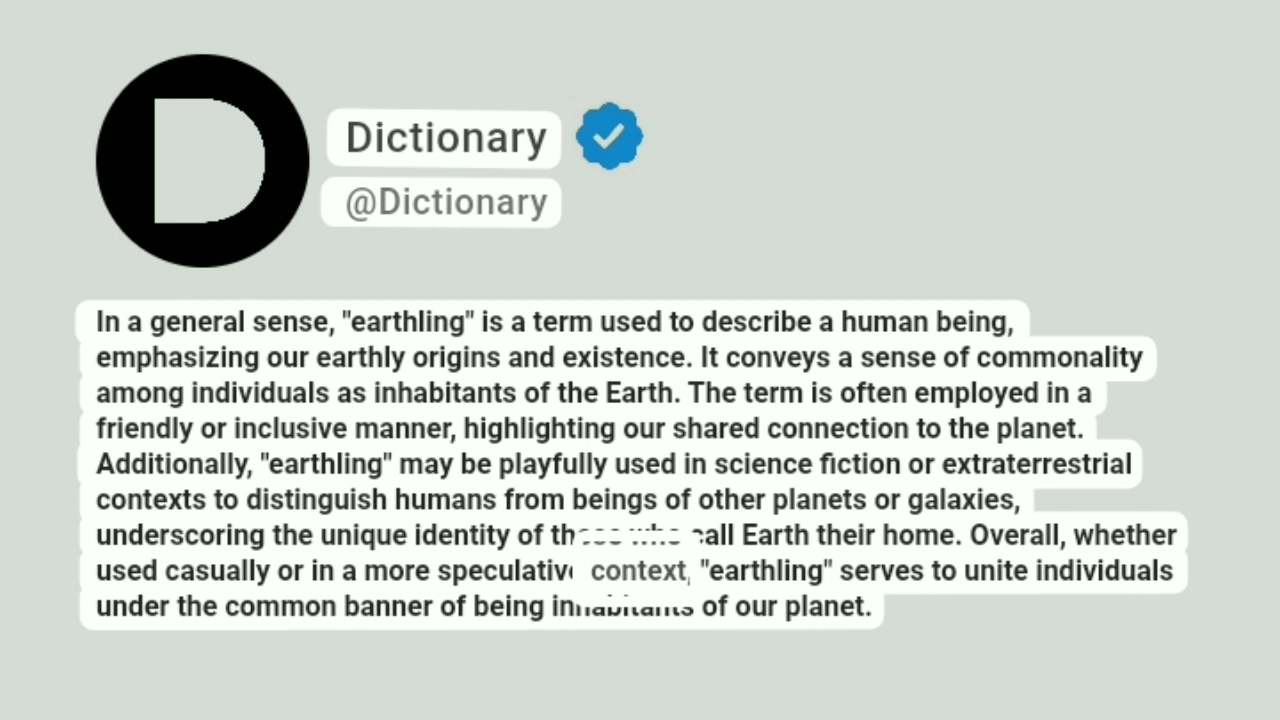 D
Dictionary
@Dictionary
In a general sense, "earthling" is a term used to describe a human being,
emphasizing our earthly origins and existence. It conveys a sense of commonality
among individuals as inhabitants of the Earth. The term is often employed in a
friendly or inclusive manner, highlighting our shared connection to the planet.
Additionally, "earthling" may be playfully used in science fiction or extraterrestrial
contexts to distinguish humans from beings of other planets or galaxies,
underscoring the unique identity of those who call Earth their home. Overall, whether
used casually or in a more speculative context, "earthling" serves to unite individuals
under the common banner of being inhabitants of our planet.